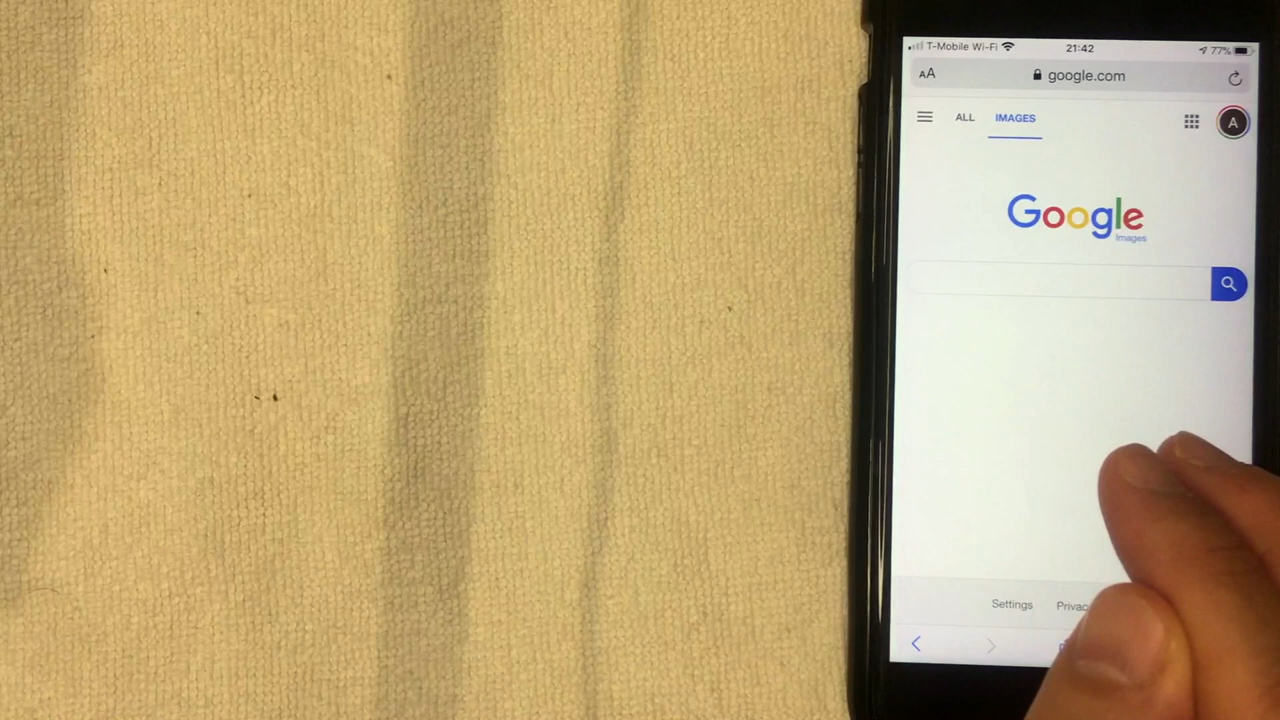 T-Mobile Wi-Fi 21:42 77%
AA google.com
ALL IMAGES A
Google
Images
Settings Privac